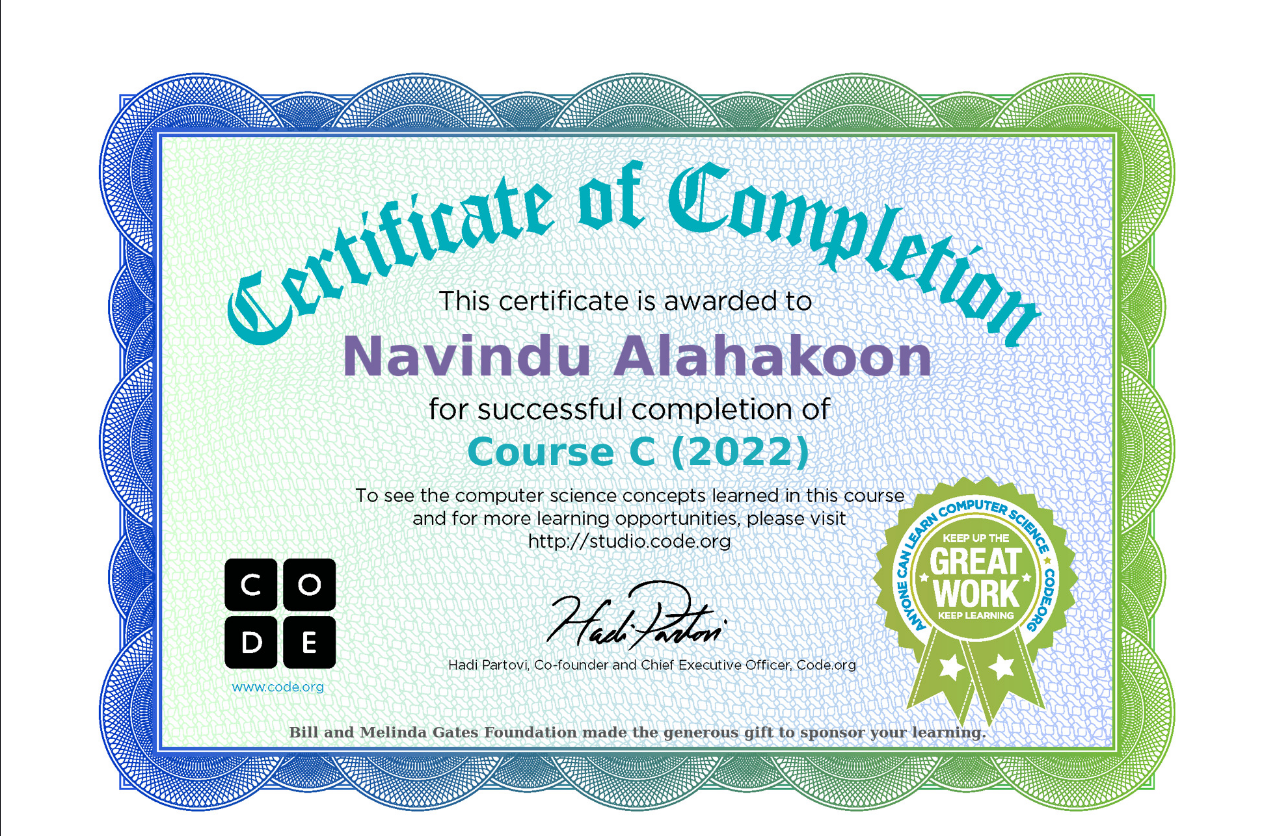 Certificate of Completion
This certificate is awarded to
Navindu Alahakoon
for successful completion of
Course C (2022)
To see the computer science concepts learned in this course
and for more learning opportunities, please visit
http://studio.code.org
C O
D E
www.code.org
Hadi Partovi
Hadi Partovi, Co-founder and Chief Executive Officer, Code.org
ANYONE CAN LEARN COMPUTER SCIENCE ★ CODE.ORG
KEEP UP THE
GREAT
WORK
KEEP LEARNING
Bill and Melinda Gates Foundation made the generous gift to sponsor your learning.